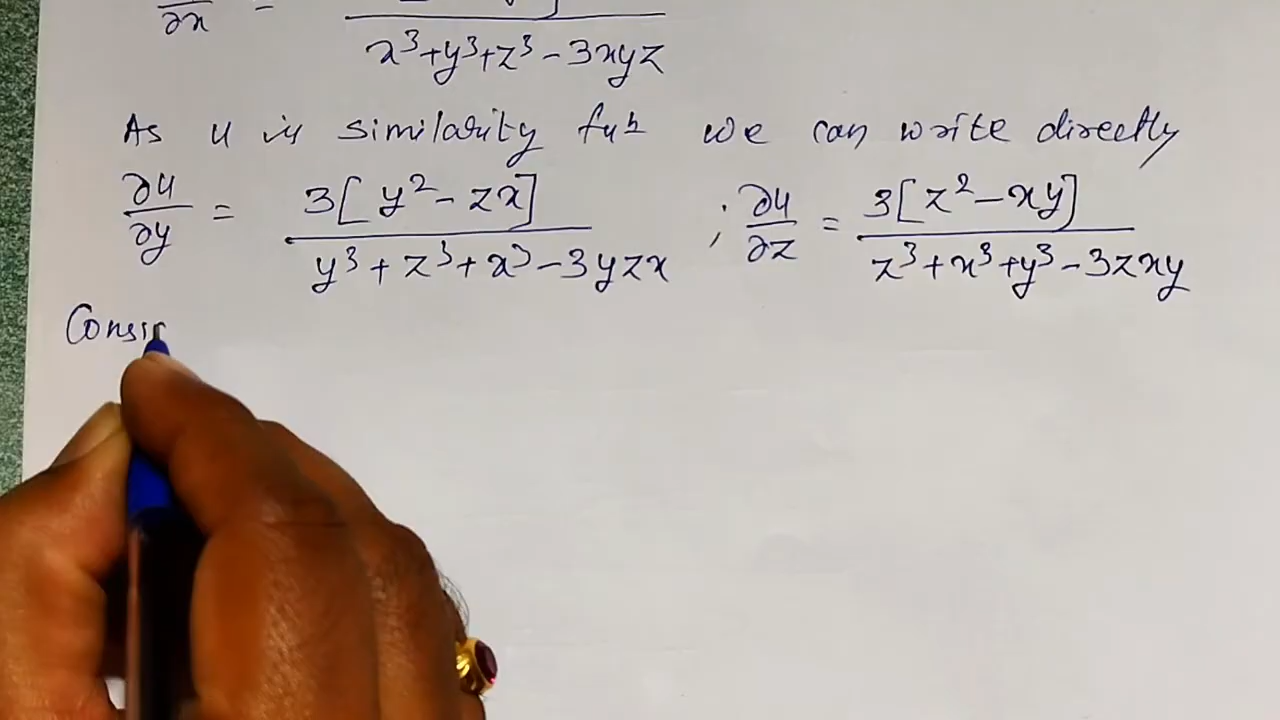 ∂x =
x³+y³+z³-3xyz
As u is similarity fuⁿ we can write directly
∂u/∂y = 3[y²-zx] / y³+z³+x³-3yzx ; ∂u/∂z = 3[z²-xy] / z³+x³+y³-3zxy
Consi